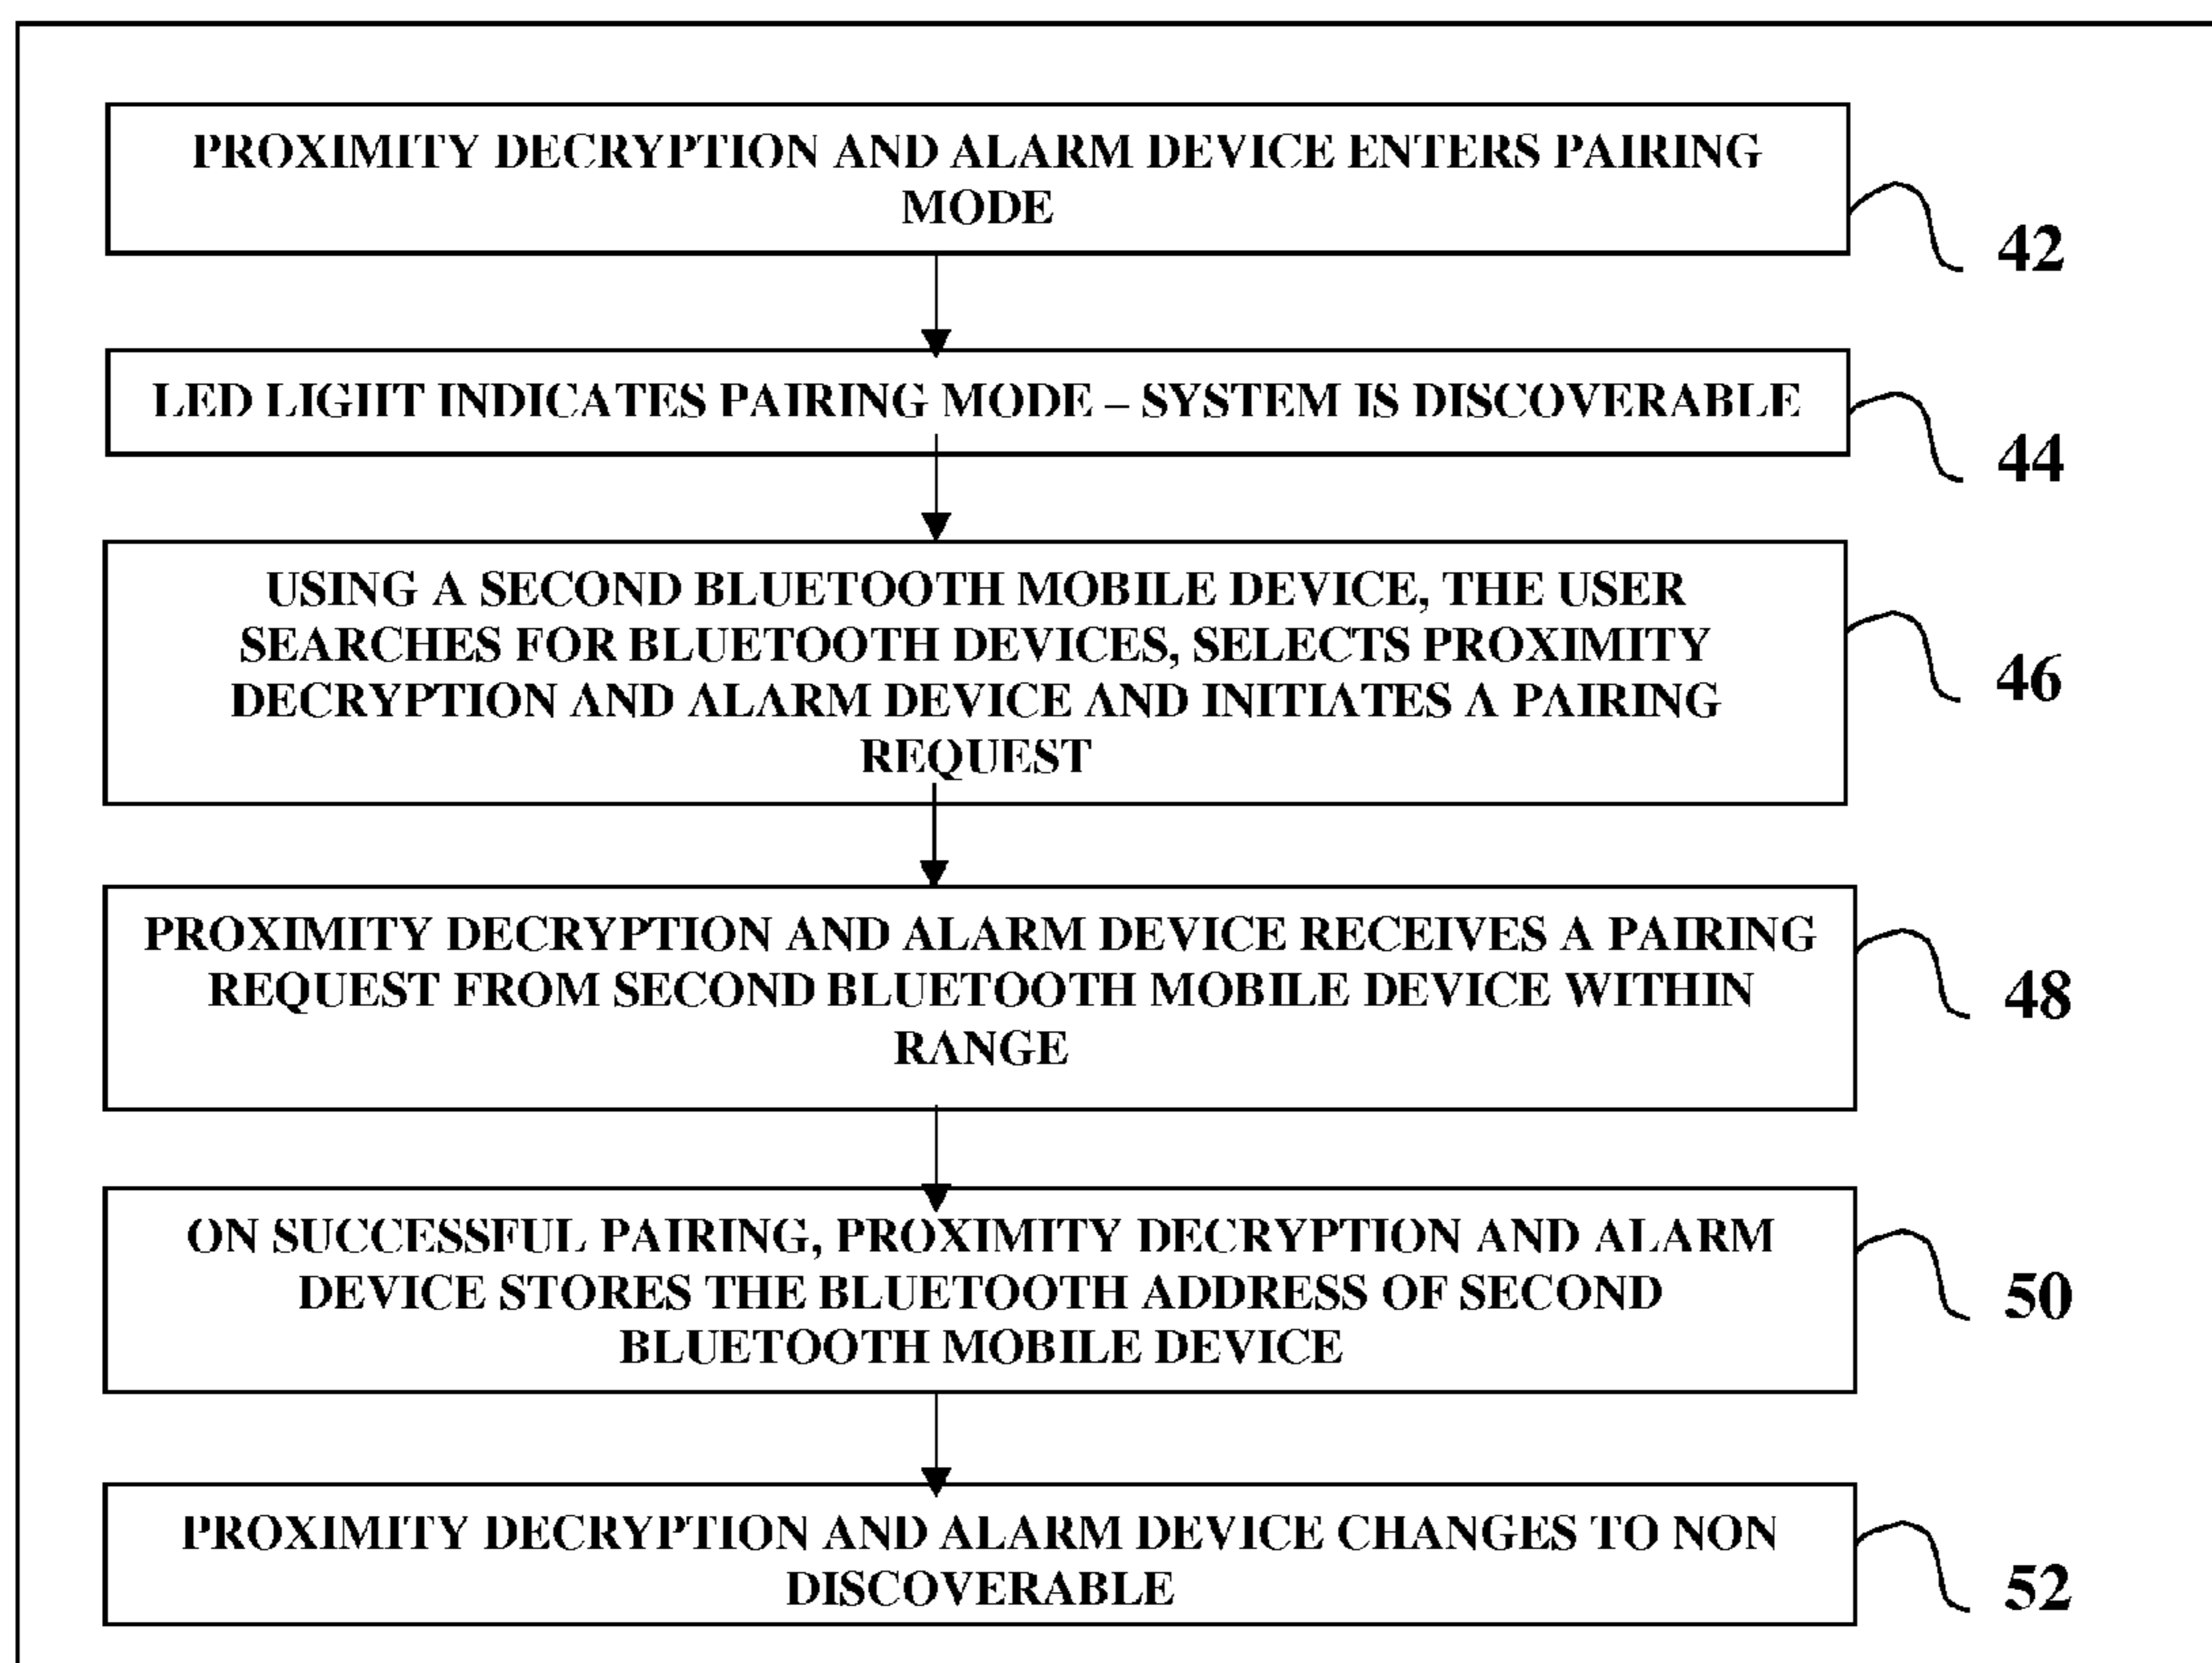 PROXIMITY DECRYPTION AND ALARM DEVICE ENTERS PAIRING
MODE
42
LED LIGHT INDICATES PAIRING MODE – SYSTEM IS DISCOVERABLE
44
USING A SECOND BLUETOOTH MOBILE DEVICE, THE USER
SEARCHES FOR BLUETOOTH DEVICES, SELECTS PROXIMITY
DECRYPTION AND ALARM DEVICE AND INITIATES A PAIRING
REQUEST
46
PROXIMITY DECRYPTION AND ALARM DEVICE RECEIVES A PAIRING
REQUEST FROM SECOND BLUETOOTH MOBILE DEVICE WITHIN
RANGE
48
ON SUCCESSFUL PAIRING, PROXIMITY DECRYPTION AND ALARM
DEVICE STORES THE BLUETOOTH ADDRESS OF SECOND
BLUETOOTH MOBILE DEVICE
50
PROXIMITY DECRYPTION AND ALARM DEVICE CHANGES TO NON
DISCOVERABLE
52